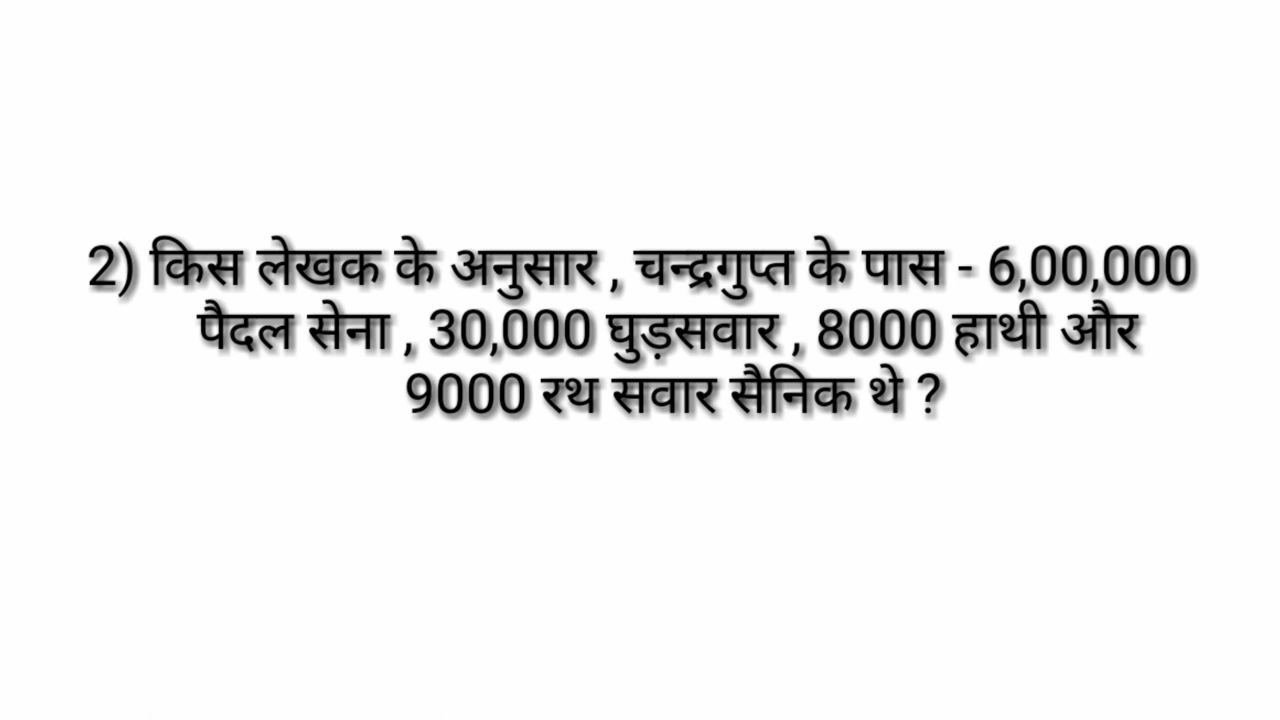 2) किस लेखक के अनुसार , चन्द्रगुप्त के पास - 6,00,000
पैदल सेना , 30,000 घुड़सवार , 8000 हाथी और
9000 रथ सवार सैनिक थे ?